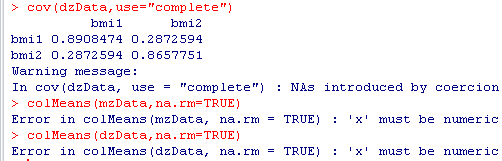 > cov(dzData,use="complete")
          bmi1      bmi2
bmi1 0.8908474 0.2872594
bmi2 0.2872594 0.8657751
Warning message:
In cov(dzData, use = "complete") : NAs introduced by coercion
> colMeans(mzData,na.rm=TRUE)
Error in colMeans(mzData, na.rm = TRUE) : 'x' must be numeric
> colMeans(dzData,na.rm=TRUE)
Error in colMeans(dzData, na.rm = TRUE) : 'x' must be numeric